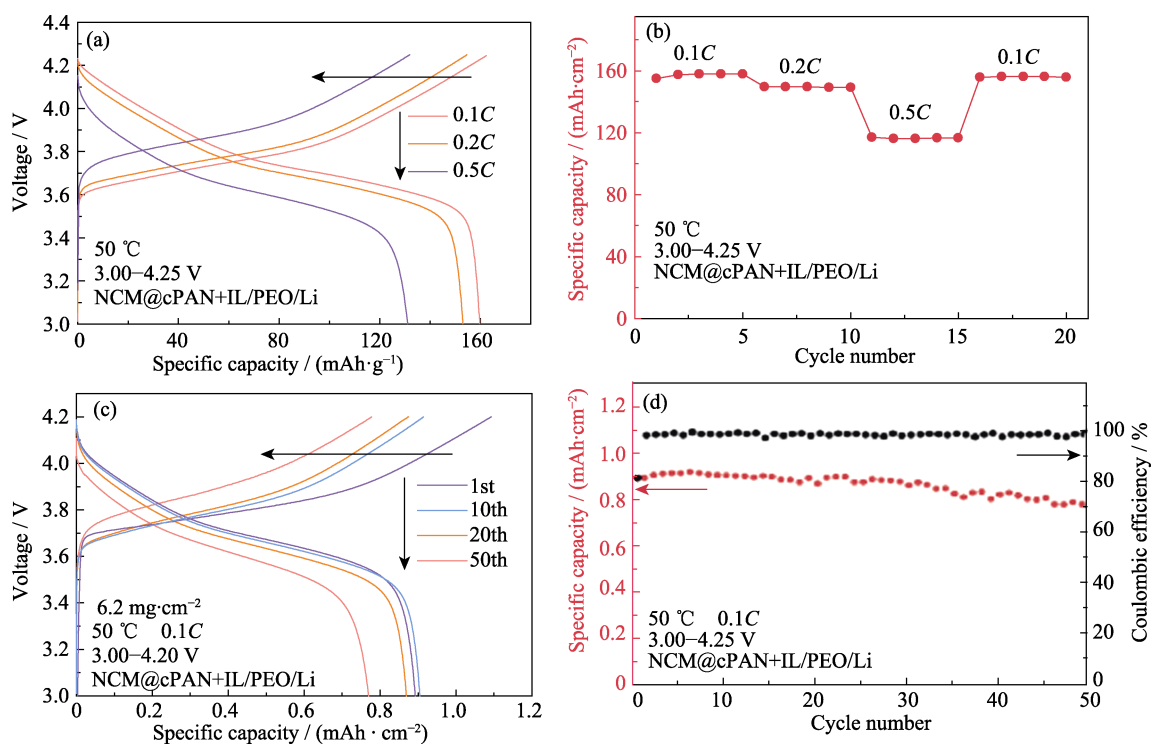 (a)
4.4
4.2
4.0
3.8
3.6
3.4
3.2
3.0
Voltage / V
0.1C
0.2C
0.5C
50 ℃
3.00−4.25 V
NCM@cPAN+IL/PEO/Li
0 40 80 120 160
Specific capacity / (mAh·g⁻¹)
(b)
160
120
80
40
0
Specific capacity / (mAh·cm⁻²)
0.1C
0.2C
0.5C
0.1C
50 ℃
3.00−4.25 V
NCM@cPAN+IL/PEO/Li
0 5 10 15 20
Cycle number
(c)
4.2
4.0
3.8
3.6
3.4
3.2
3.0
Voltage / V
1st
10th
20th
50th
6.2 mg·cm⁻²
50 ℃ 0.1C
3.00−4.20 V
NCM@cPAN+IL/PEO/Li
0 0.2 0.4 0.6 0.8 1.0 1.2
Specific capacity / (mAh · cm⁻²)
(d)
1.2
1.0
0.8
0.6
0.4
0.2
0
Specific capacity / (mAh·cm⁻²)
100
80
60
40
20
0
Coulombic efficiency / %
50 ℃ 0.1C
3.00−4.25 V
NCM@cPAN+IL/PEO/Li
0 10 20 30 40 50
Cycle number